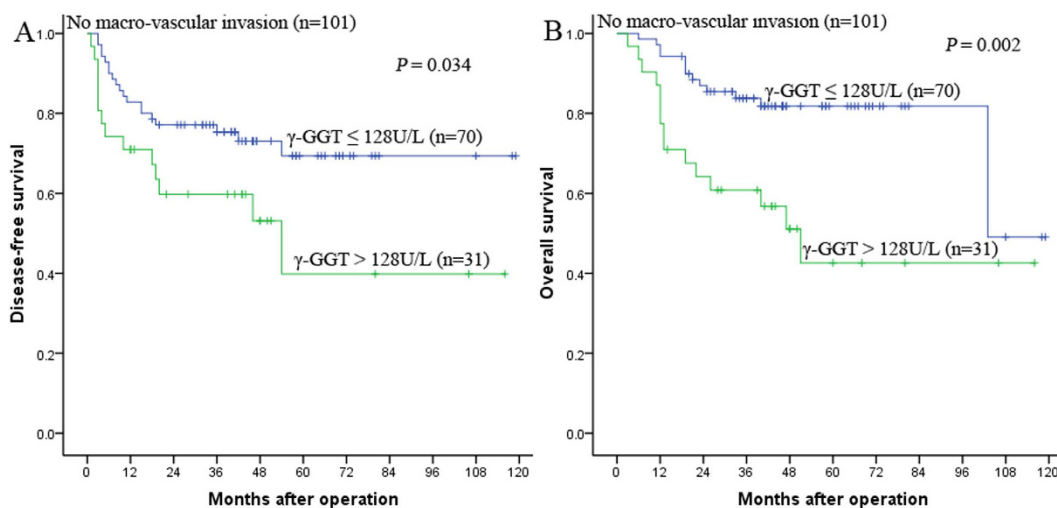 A
No macro-vascular invasion (n=101)
P = 0.034
γ-GGT ≤ 128U/L (n=70)
γ-GGT > 128U/L (n=31)
Disease-free survival
1.0
0.8
0.6
0.4
0.2
0.0
0 12 24 36 48 60 72 84 96 108 120
Months after operation
B
No macro-vascular invasion (n=101)
P = 0.002
γ-GGT ≤ 128U/L (n=70)
γ-GGT > 128U/L (n=31)
Overall survival
1.0
0.8
0.6
0.4
0.2
0.0
0 12 24 36 48 60 72 84 96 108 120
Months after operation